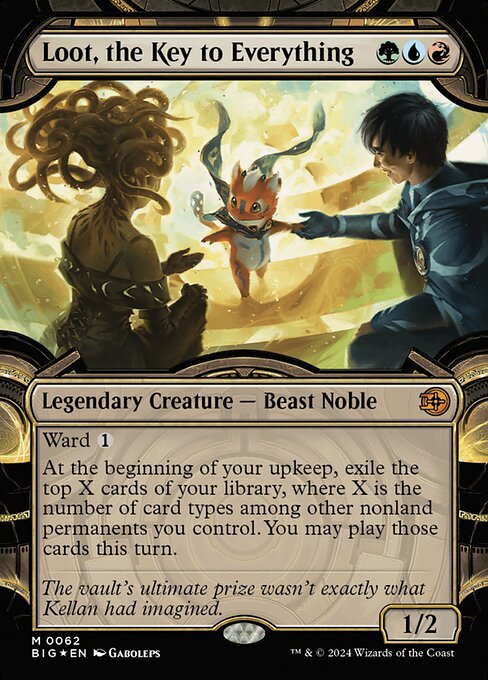 Loot, the Key to Everything
Legendary Creature — Beast Noble
Ward 1
At the beginning of your upkeep, exile the
top X cards of your library, where X is the
number of card types among other nonland
permanents you control. You may play those
cards this turn.
The vault's ultimate prize wasn't exactly what
Kellan had imagined.
1/2
M 0062
BIG★EN GABOLEPS
™ & © 2024 Wizards of the Coast